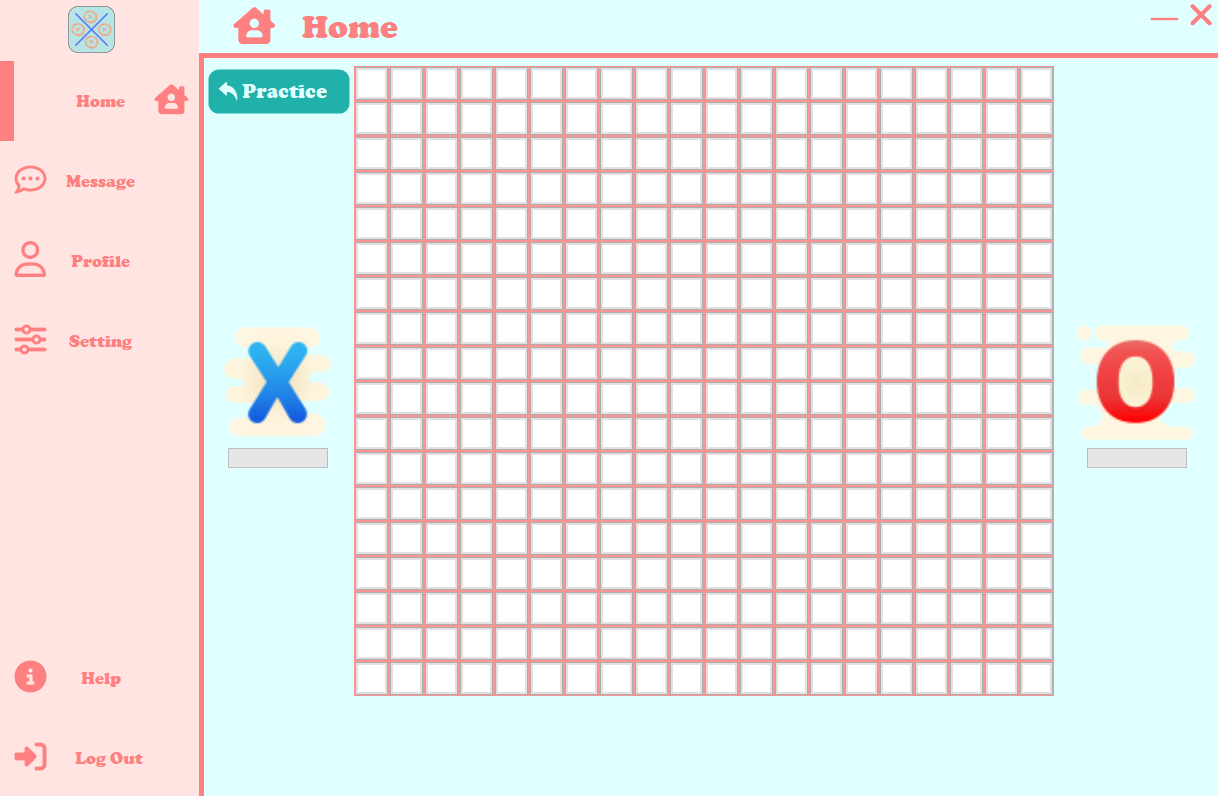 Home
Home
Message
Profile
Setting
Help
Log Out
Practice
X
O